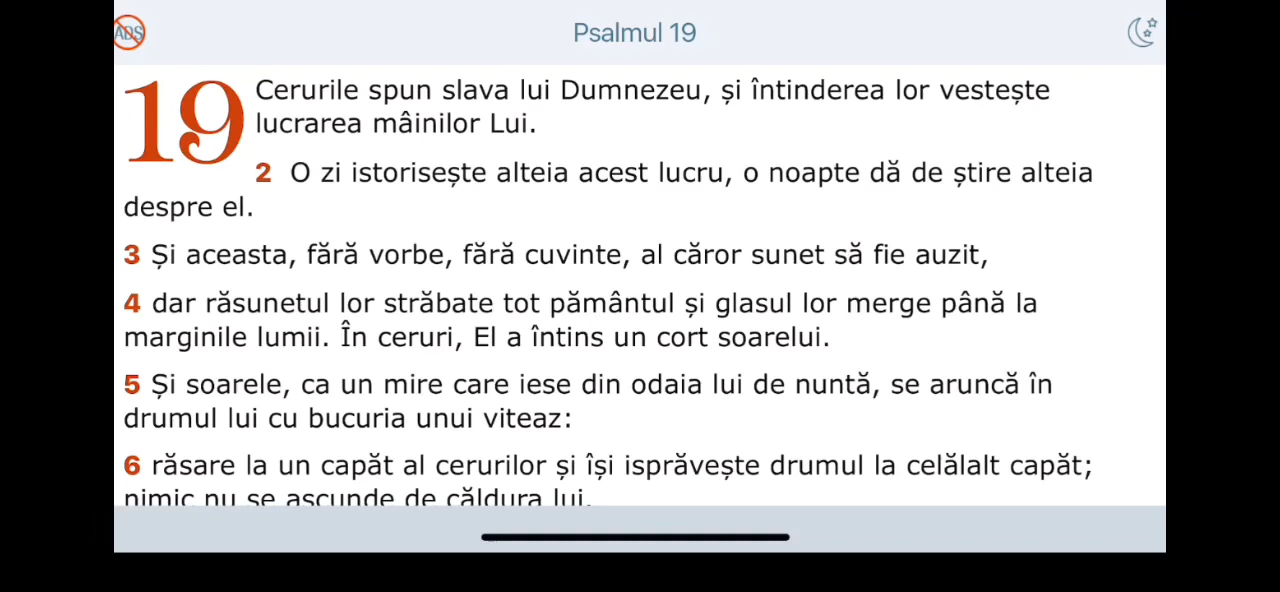 ADS
Psalmul 19
19 Cerurile spun slava lui Dumnezeu, și întinderea lor vestește
lucrarea mâinilor Lui.
2 O zi istorisește alteia acest lucru, o noapte dă de știre alteia
despre el.
3 Și aceasta, fără vorbe, fără cuvinte, al căror sunet să fie auzit,
4 dar răsunetul lor străbate tot pământul și glasul lor merge până la
marginile lumii. În ceruri, El a întins un cort soarelui.
5 Și soarele, ca un mire care iese din odaia lui de nuntă, se aruncă în
drumul lui cu bucuria unui viteaz:
6 răsare la un capăt al cerurilor și își isprăvește drumul la celălalt capăt;
nimic nu se ascunde de căldura lui.